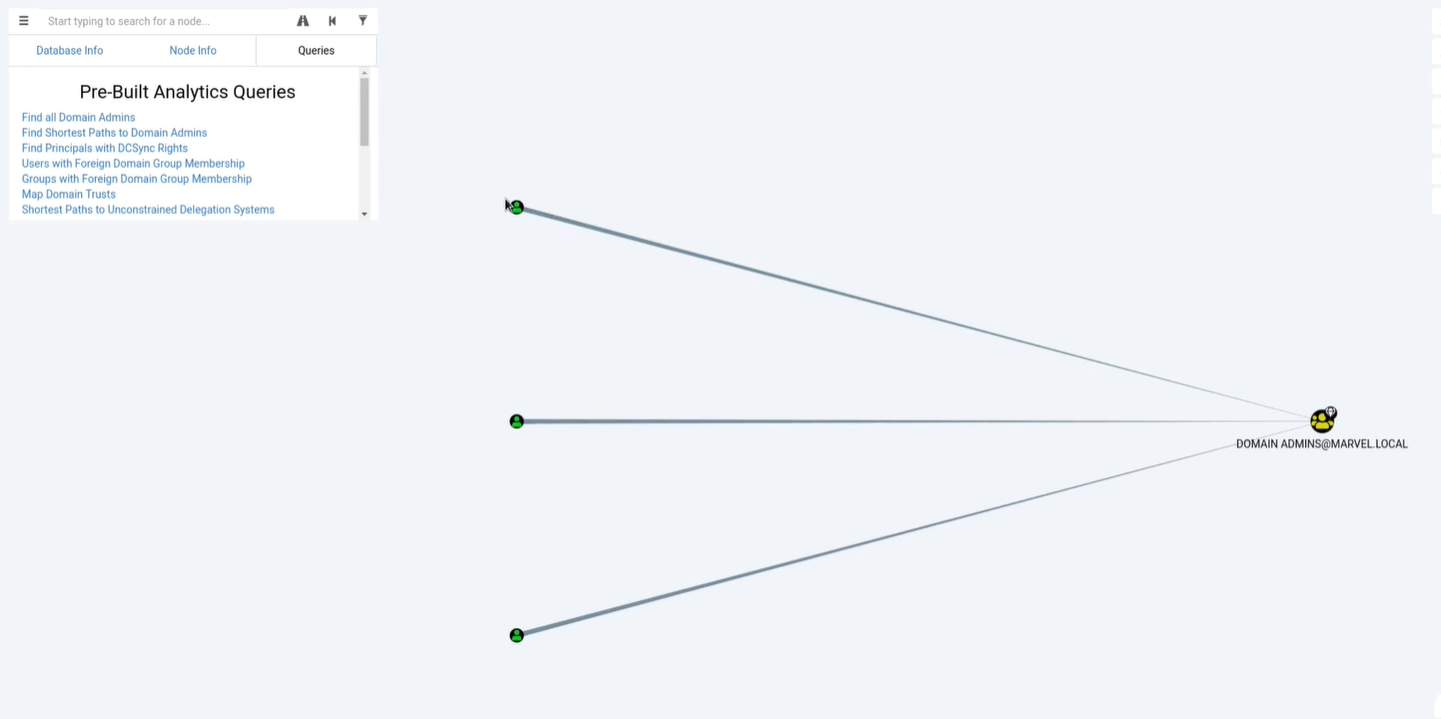 Start typing to search for a node...
Database Info
Node Info
Queries
Pre-Built Analytics Queries
Find all Domain Admins
Find Shortest Paths to Domain Admins
Find Principals with DCSync Rights
Users with Foreign Domain Group Membership
Groups with Foreign Domain Group Membership
Map Domain Trusts
Shortest Paths to Unconstrained Delegation Systems
DOMAIN ADMINS@MARVEL.LOCAL